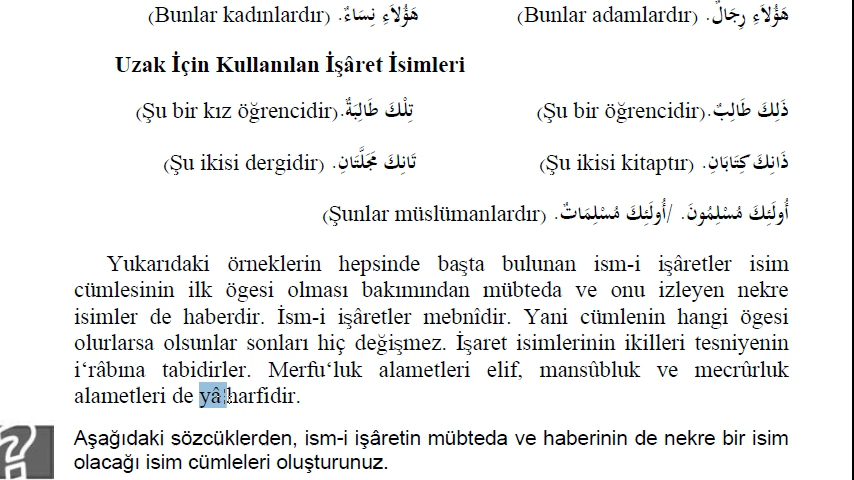 هَؤُلاَءِ رِجَالٌ. (Bunlar adamlardır) هَؤُلاَءِ نِسَاءٌ. (Bunlar kadınlardır)
Uzak İçin Kullanılan İşâret İsimleri
ذَلِكَ طَالِبٌ. (Şu bir öğrencidir) تِلْكَ طَالِبَةٌ. (Şu bir kız öğrencidir)
ذَانِكَ كِتَابَانِ. (Şu ikisi kitaptır) تَانِكَ مَجَلَّتَانِ. (Şu ikisi dergidir)
أُولَئِكَ مُسْلِمُونَ. /أُولَئِكَ مُسْلِمَاتٌ. (Şunlar müslümanlardır)
Yukarıdaki örneklerin hepsinde başta bulunan ism-i işâretler isim
cümlesinin ilk ögesi olması bakımından mübteda ve onu izleyen nekre
isimler de haberdir. İsm-i işâretler mebnîdir. Yani cümlenin hangi ögesi
olurlarsa olsunlar sonları hiç değişmez. İşaret isimlerinin ikilleri tesniyenin
i‘râbına tabidirler. Merfu‘luk alametleri elif, mansûbluk ve mecrûrluk
alametleri de yâ harfidir.
Aşağıdaki sözcüklerden, ism-i işâretin mübteda ve haberinin de nekre bir isim
olacağı isim cümleleri oluşturunuz.